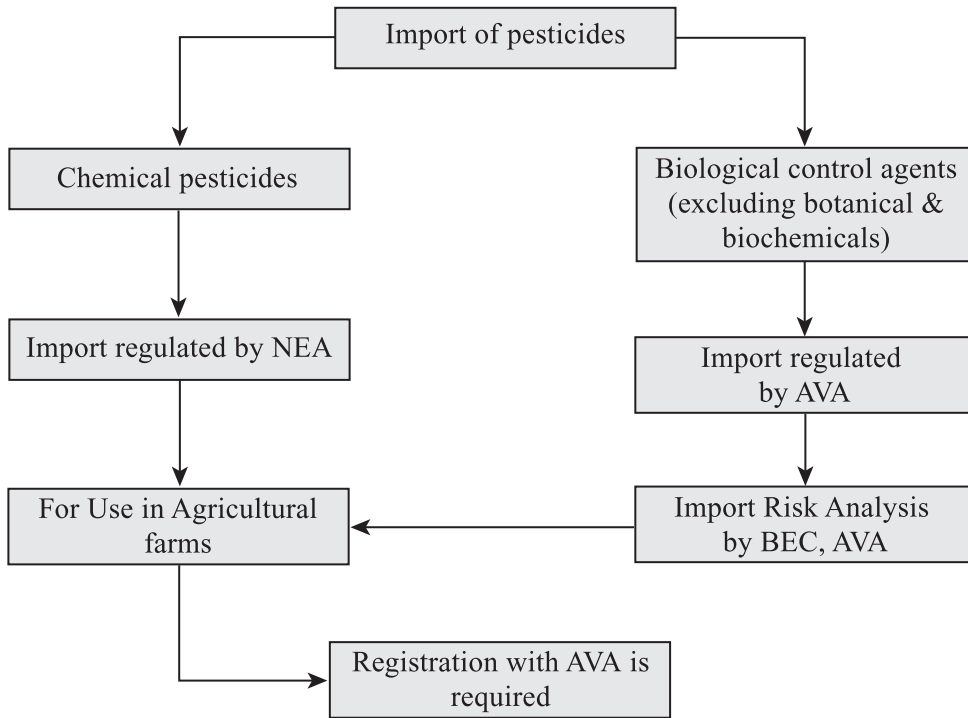 Import of pesticides
Chemical pesticides
Biological control agents
(excluding botanical &
biochemicals)
Import regulated by NEA
Import regulated
by AVA
For Use in Agricultural
farms
Import Risk Analysis
by BEC, AVA
Registration with AVA is
required